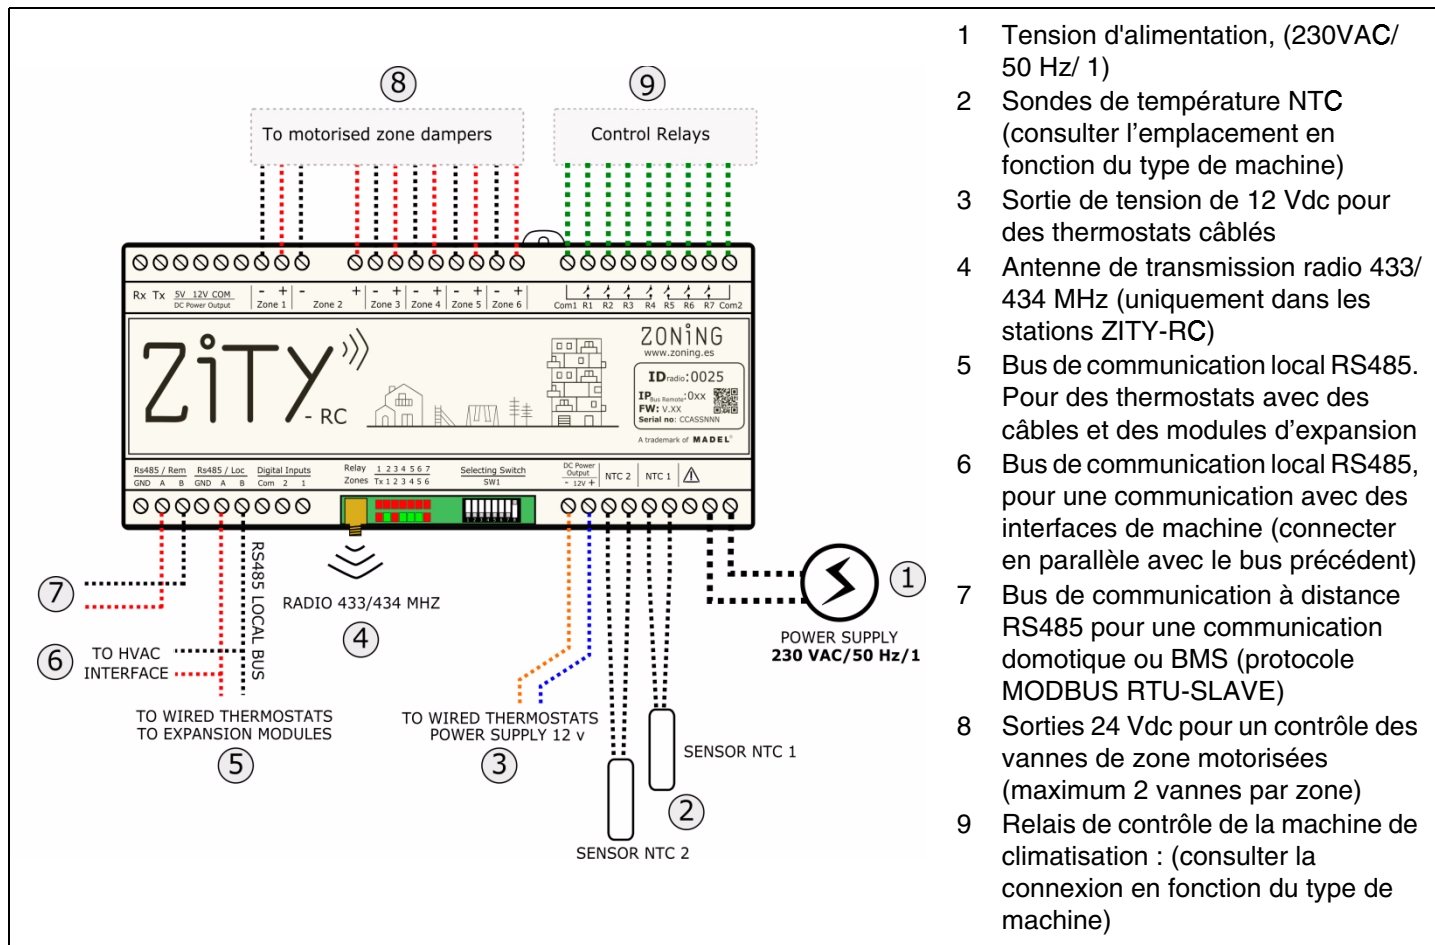 8
9
To motorised zone dampers
Control Relays
Rx Tx 5V 12V COM
DC Power Output
- + - + - + - + - + - +
Zone 1 Zone 2 Zone 3 Zone 4 Zone 5 Zone 6
Com1 R1 R2 R3 R4 R5 R6 R7 Com2
ZiTY
- RC
ZONiNG
www.zoning.es
IDradio:0025
IPBus Remote:0xx
FW: V.XX
Serial no: CCASSNNN
A trademark of MADEL®
Rs485 / Rem Rs485 / Loc Digital Inputs
GND A B GND A B Com 2 1
Relay 1 2 3 4 5 6 7
Zones Tx 1 2 3 4 5 6
Selecting Switch
SW1
DC Power
Output
- 12V +
NTC 2
NTC 1
7
6
TO HVAC
INTERFACE
RS485 LOCAL BUS
RADIO 433/434 MHZ
4
1
POWER SUPPLY
230 VAC/50 Hz/1
TO WIRED THERMOSTATS
TO EXPANSION MODULES
5
TO WIRED THERMOSTATS
POWER SUPPLY 12 v
3
SENSOR NTC 1
2
SENSOR NTC 2
1 Tension d'alimentation, (230VAC/
50 Hz/ 1)
2 Sondes de température NTC
(consulter l’emplacement en
fonction du type de machine)
3 Sortie de tension de 12 Vdc pour
des thermostats câblés
4 Antenne de transmission radio 433/
434 MHz (uniquement dans les
stations ZITY-RC)
5 Bus de communication local RS485.
Pour des thermostats avec des
câbles et des modules d’expansion
6 Bus de communication local RS485,
pour une communication avec des
interfaces de machine (connecter
en parallèle avec le bus précédent)
7 Bus de communication à distance
RS485 pour une communication
domotique ou BMS (protocole
MODBUS RTU-SLAVE)
8 Sorties 24 Vdc pour un contrôle des
vannes de zone motorisées
(maximum 2 vannes par zone)
9 Relais de contrôle de la machine de
climatisation : (consulter la
connexion en fonction du type de
machine)